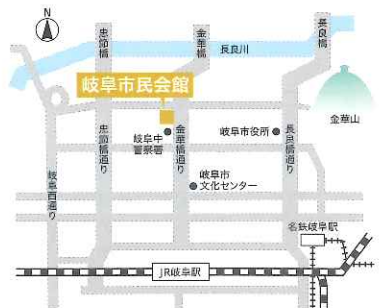 N
忠節橋
金華橋
長良橋
長良川
岐阜市民会館
金華山
岐阜中
警察署
岐阜市役所
忠節橋通り
金華橋通り
長良橋通り
岐阜西通り
岐阜市
文化センター
名鉄岐阜駅
JR岐阜駅